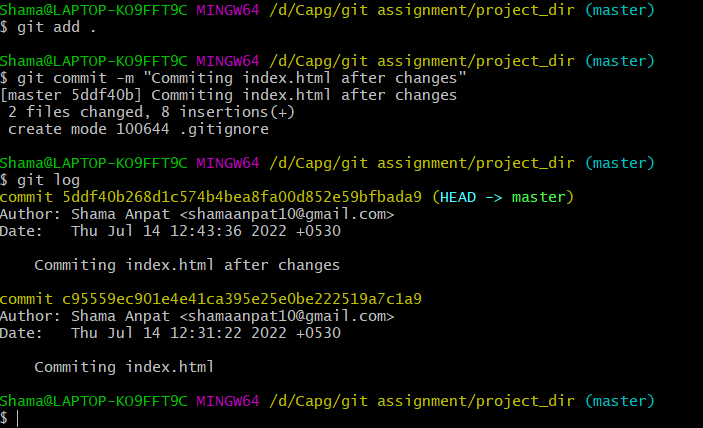 Shama@LAPTOP-KO9FFT9C MINGW64 /d/Capg/git assignment/project_dir (master)
$ git add .
Shama@LAPTOP-KO9FFT9C MINGW64 /d/Capg/git assignment/project_dir (master)
$ git commit -m "Commiting index.html after changes"
[master 5ddf40b] Commiting index.html after changes
 2 files changed, 8 insertions(+)
 create mode 100644 .gitignore
Shama@LAPTOP-KO9FFT9C MINGW64 /d/Capg/git assignment/project_dir (master)
$ git log
commit 5ddf40b268d1c574b4bea8fa00d852e59bfbada9 (HEAD -> master)
Author: Shama Anpat <shamaanpat10@gmail.com>
Date:   Thu Jul 14 12:43:36 2022 +0530
    Commiting index.html after changes
commit c95559ec901e4e41ca395e25e0be222519a7c1a9
Author: Shama Anpat <shamaanpat10@gmail.com>
Date:   Thu Jul 14 12:31:22 2022 +0530
    Commiting index.html
Shama@LAPTOP-KO9FFT9C MINGW64 /d/Capg/git assignment/project_dir (master)
$